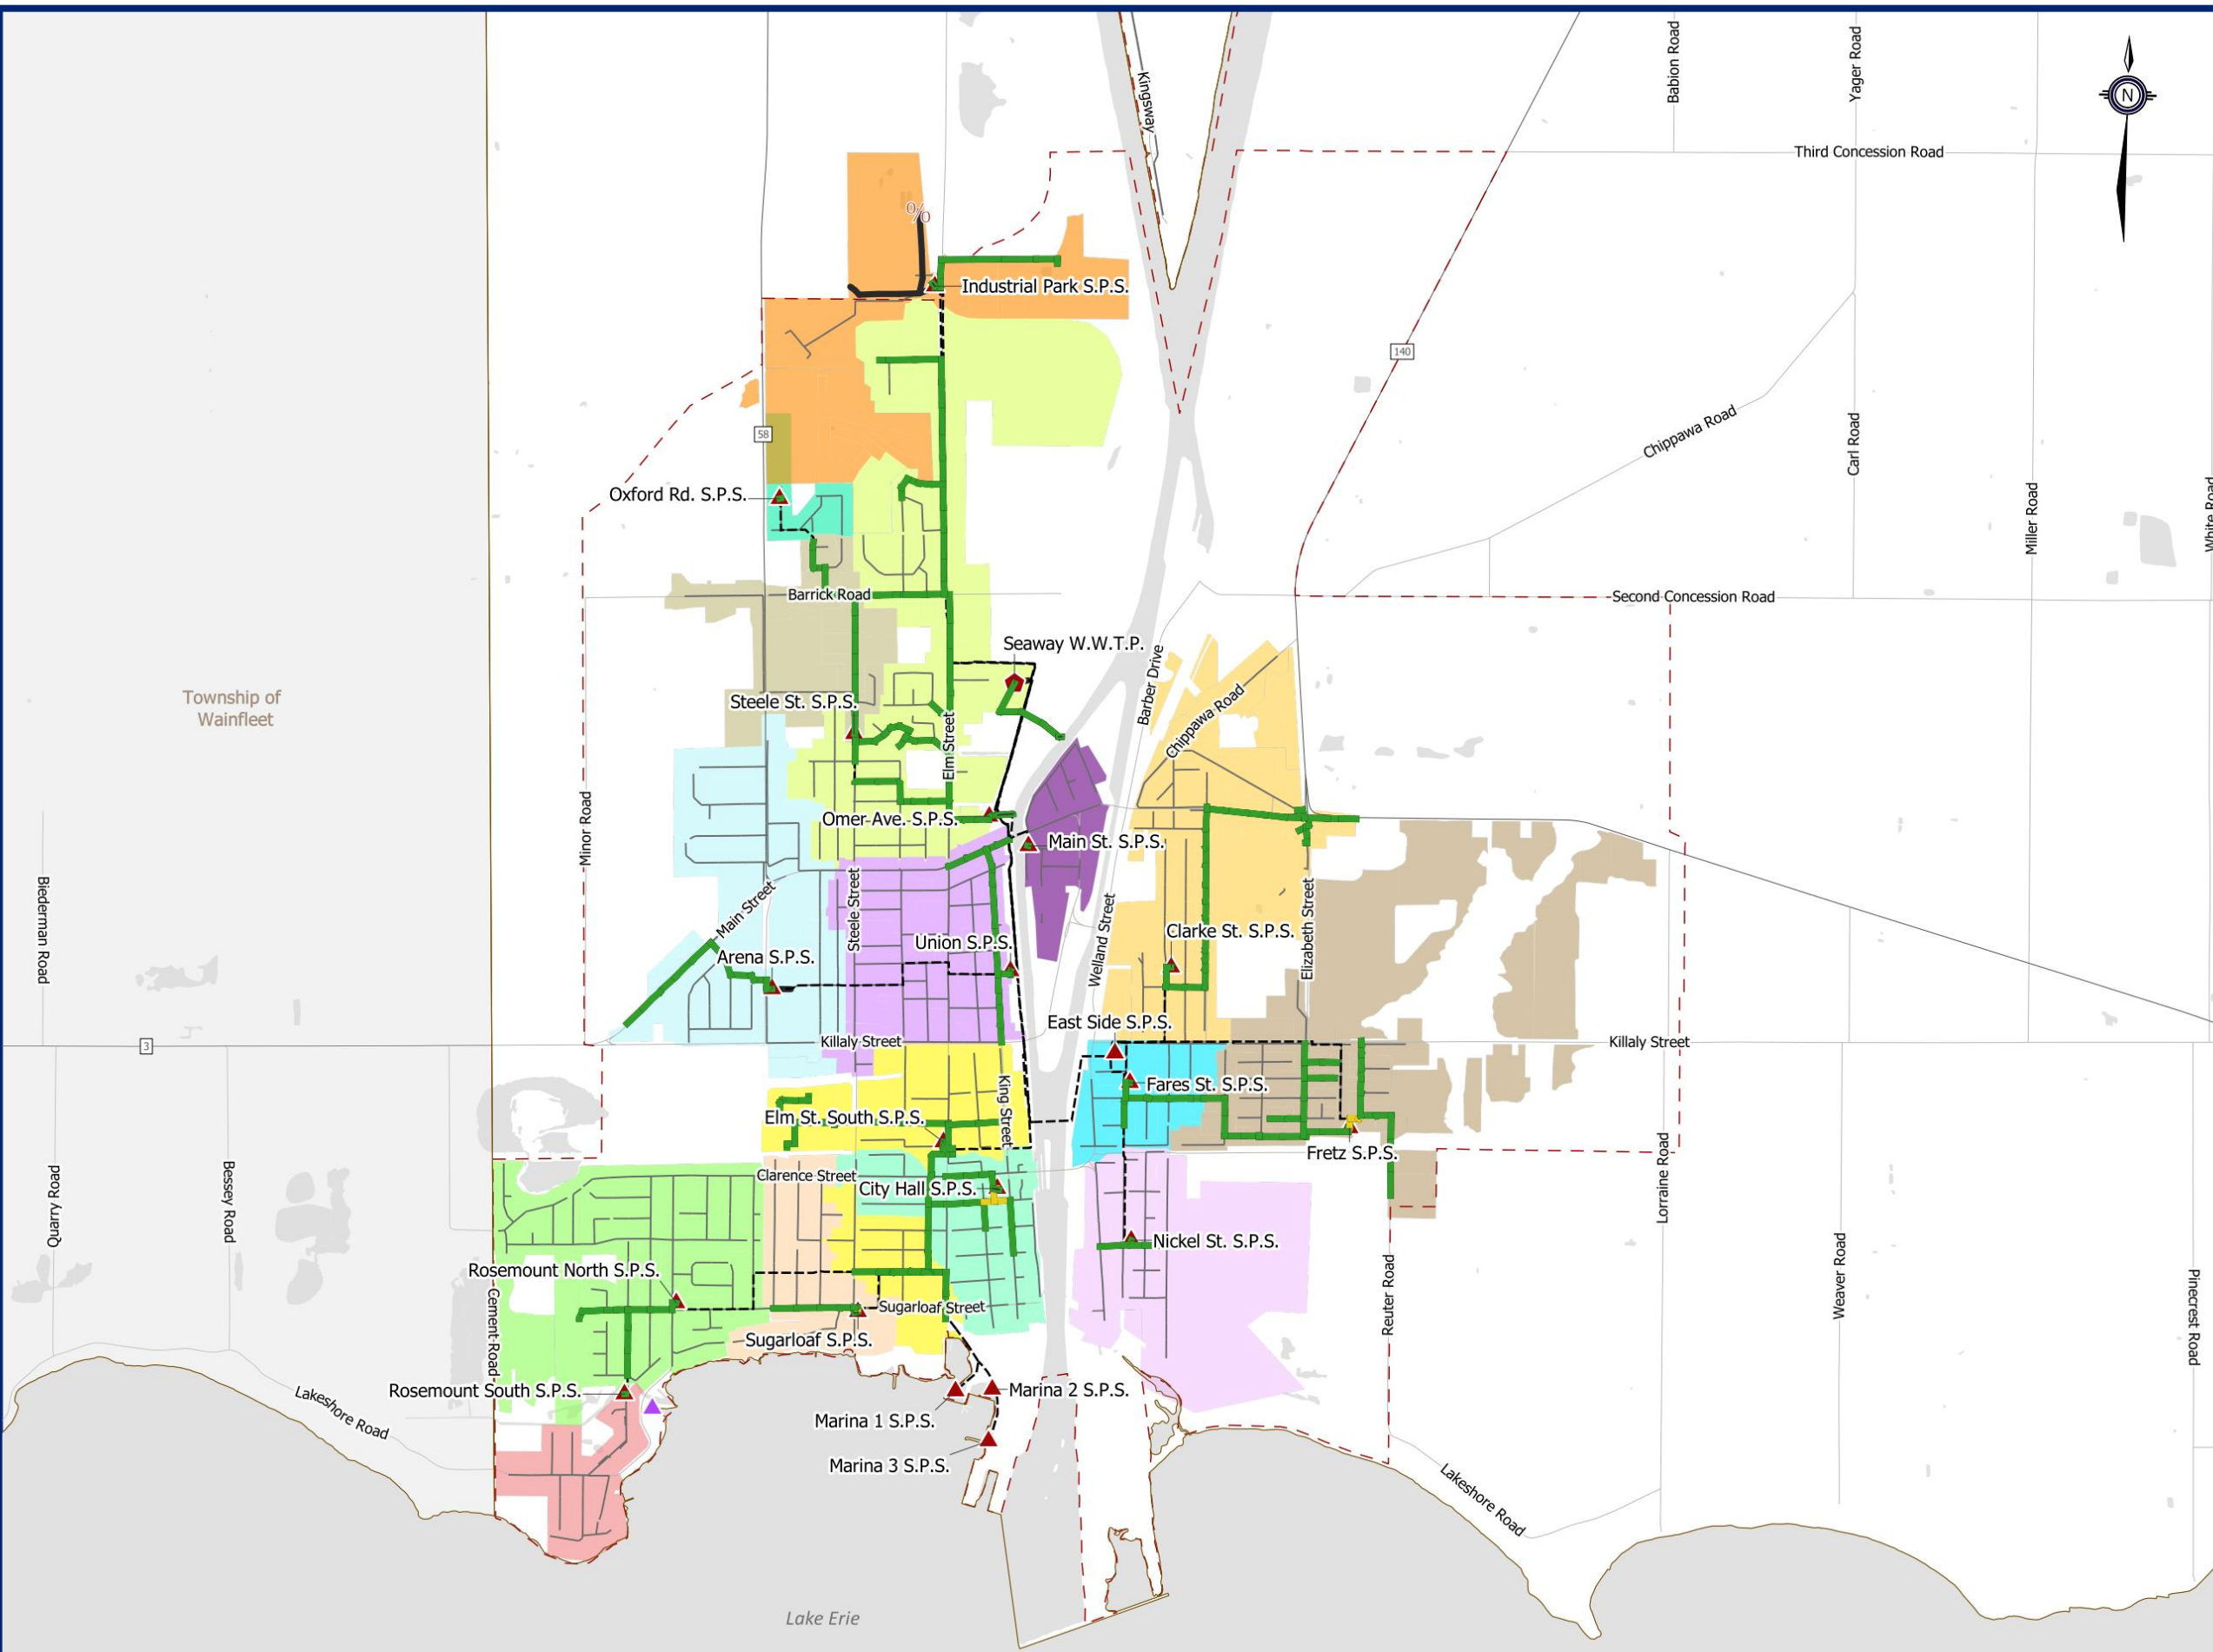 Kingsway
Babion Road
Yager Road
N
Third Concession Road
%
Industrial Park S.P.S.
140
Chippawa Road
Carl Road
58
Miller Road
White Road
Oxford Rd. S.P.S.
Barrick Road
Second Concession Road
Seaway W.W.T.P.
Barber Drive
Township of
Wainfleet
Steele St. S.P.S.
Chippawa Road
Elm Street
Minor Road
Omer Ave. S.P.S.
Main St. S.P.S.
Biederman Road
Main Street
Steele Street
Union S.P.S.
Welland Street
Clarke St. S.P.S.
Elizabeth Street
Arena S.P.S.
East Side S.P.S.
3
Killaly Street
Killaly Street
King Street
Fares St. S.P.S.
Elm St. South S.P.S.
Fretz S.P.S.
Quarry Road
Bessey Road
Clarence Street
City Hall S.P.S.
Lorraine Road
Nickel St. S.P.S.
Weaver Road
Pinecrest Road
Rosemount North S.P.S.
Cement Road
Sugarloaf Street
Reuter Road
Sugarloaf S.P.S.
Rosemount South S.P.S.
Marina 2 S.P.S.
Lakeshore Road
Marina 1 S.P.S.
Marina 3 S.P.S.
Lakeshore Road
Lake Erie